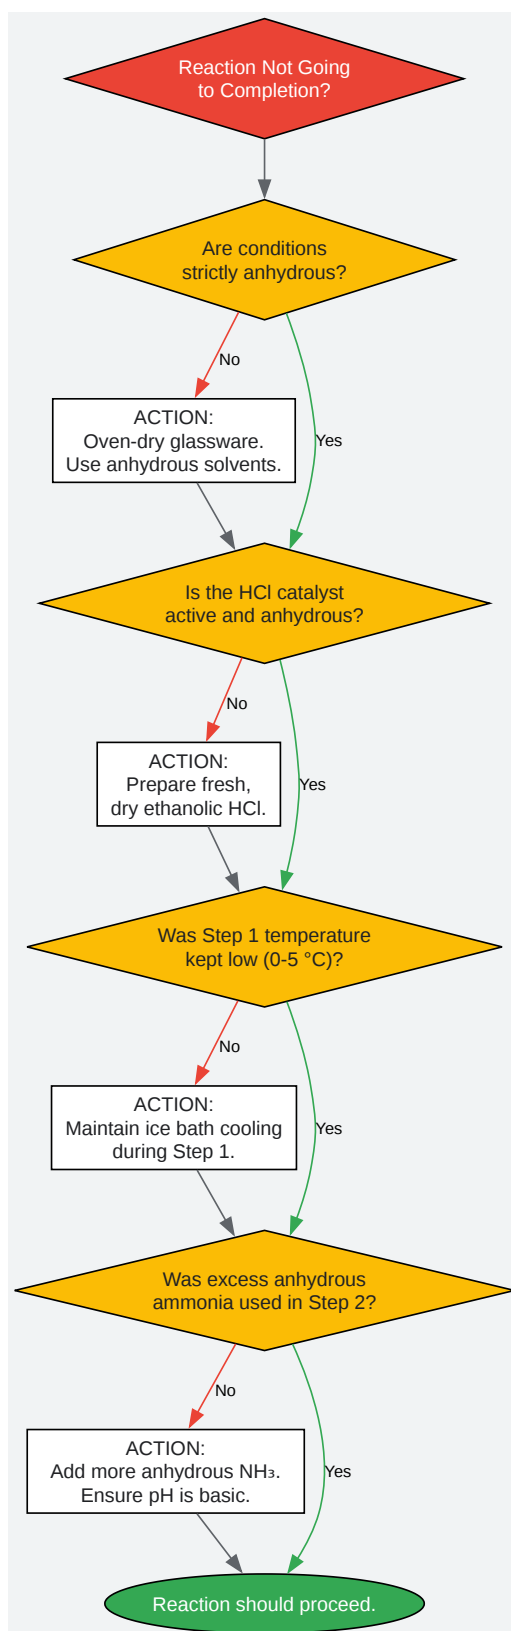 Reaction Not Going
to Completion?
Are conditions
strictly anhydrous?
No
ACTION:
Oven-dry glassware.
Use anhydrous solvents.
Yes
Is the HCl catalyst
active and anhydrous?
No
ACTION:
Prepare fresh,
dry ethanolic HCl.
Yes
Was Step 1 temperature
kept low (0-5 °C)?
No
ACTION:
Maintain ice bath cooling
during Step 1.
Yes
Was excess anhydrous
ammonia used in Step 2?
No
ACTION:
Add more anhydrous NH₃.
Ensure pH is basic.
Yes
Reaction should proceed.